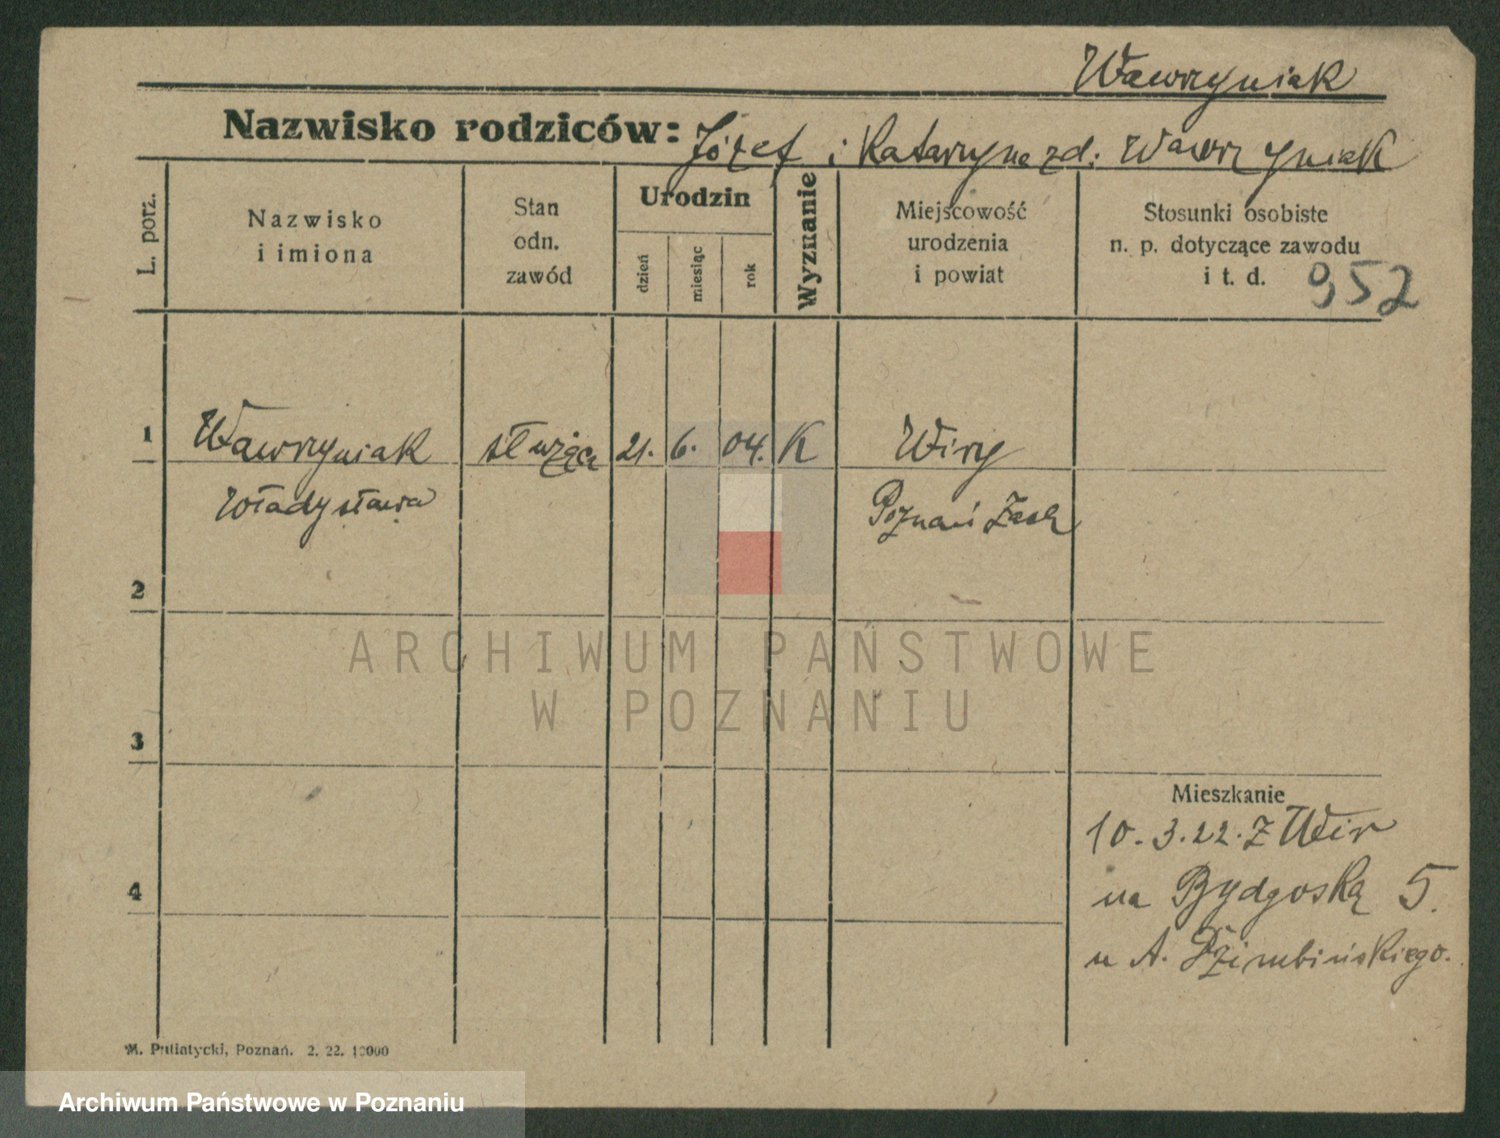 Wawrzyniak
Nazwisko rodziców: Józef i Katarzyna zd: Wawrzyniak
L. porz.
Nazwisko
i imiona
Stan
odn.
zawód
Urodzin
dzień
miesiąc
rok
Wyznanie
Miejscowość
urodzenia
i powiat
Stosunki osobiste
n. p. dotyczące zawodu
i t. d. 952
1 Wawrzyniak służąca 21. 6. 04. K Wiry
Władysława Poznań Zach
2
ARCHIWUM PAŃSTWOWE
W POZNANIU
3
Mieszkanie
10.3.22. z Wir
4
na Bydgoską 5.
u A.
M. Putiatycki, Poznań. 2. 22. 10000
Archiwum Państwowe w Poznaniu